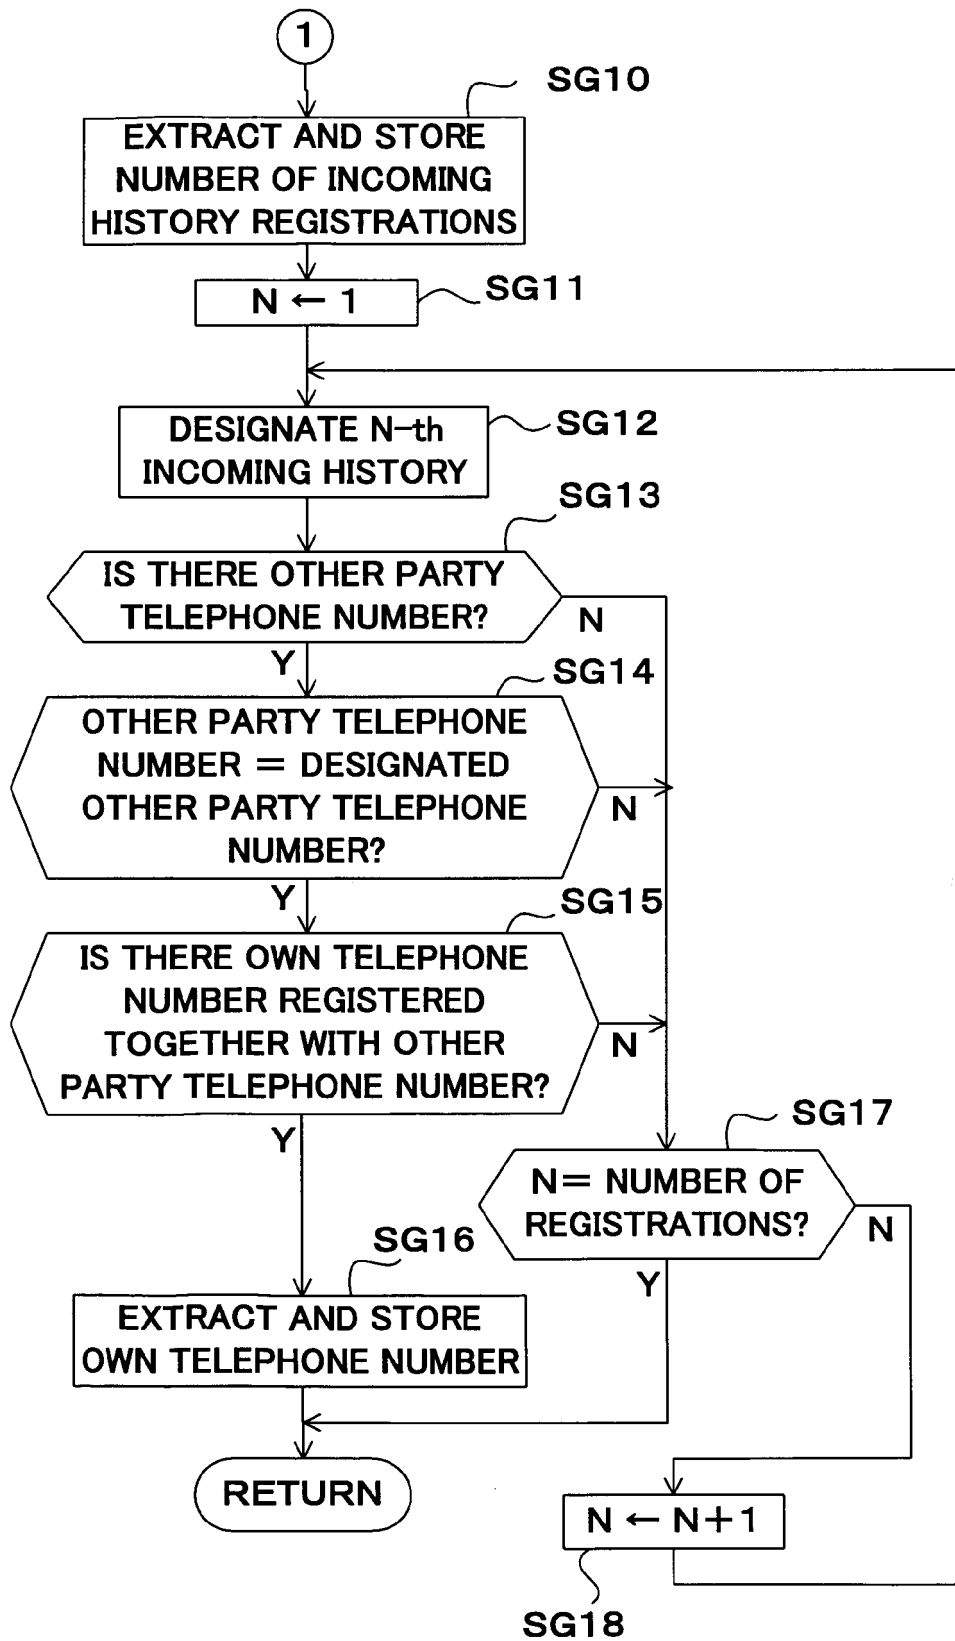 1
SG10
EXTRACT AND STORE
NUMBER OF INCOMING
HISTORY REGISTRATIONS
SG11
N ← 1
SG12
DESIGNATE N-th
INCOMING HISTORY
SG13
IS THERE OTHER PARTY
TELEPHONE NUMBER?
N
Y
SG14
OTHER PARTY TELEPHONE
NUMBER = DESIGNATED
OTHER PARTY TELEPHONE
NUMBER?
N
Y
SG15
IS THERE OWN TELEPHONE
NUMBER REGISTERED
TOGETHER WITH OTHER
PARTY TELEPHONE NUMBER?
N
Y
SG17
N= NUMBER OF
REGISTRATIONS?
N
Y
SG16
EXTRACT AND STORE
OWN TELEPHONE NUMBER
RETURN
N ← N+1
SG18